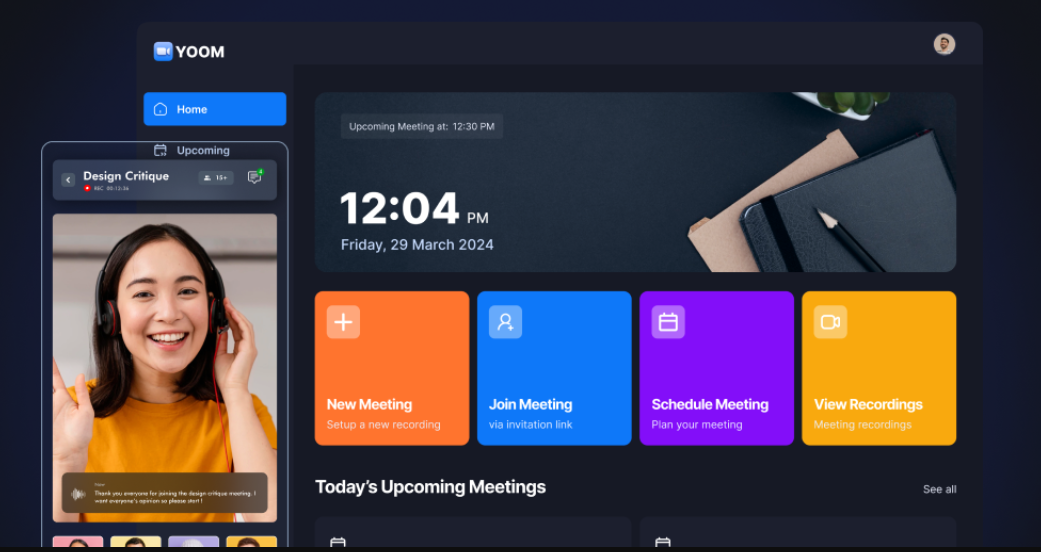 YOOM
Home
Upcoming
Design Critique
15+
REC
Upcoming Meeting at: 12:30 PM
12:04 PM
Friday, 29 March 2024
Thank you everyone for joining the design critique meeting. I
want everyone's opinion so please start !
New Meeting
Setup a new recording
Join Meeting
via invitation link
Schedule Meeting
Plan your meeting
View Recordings
Meeting recordings
Today's Upcoming Meetings
See all